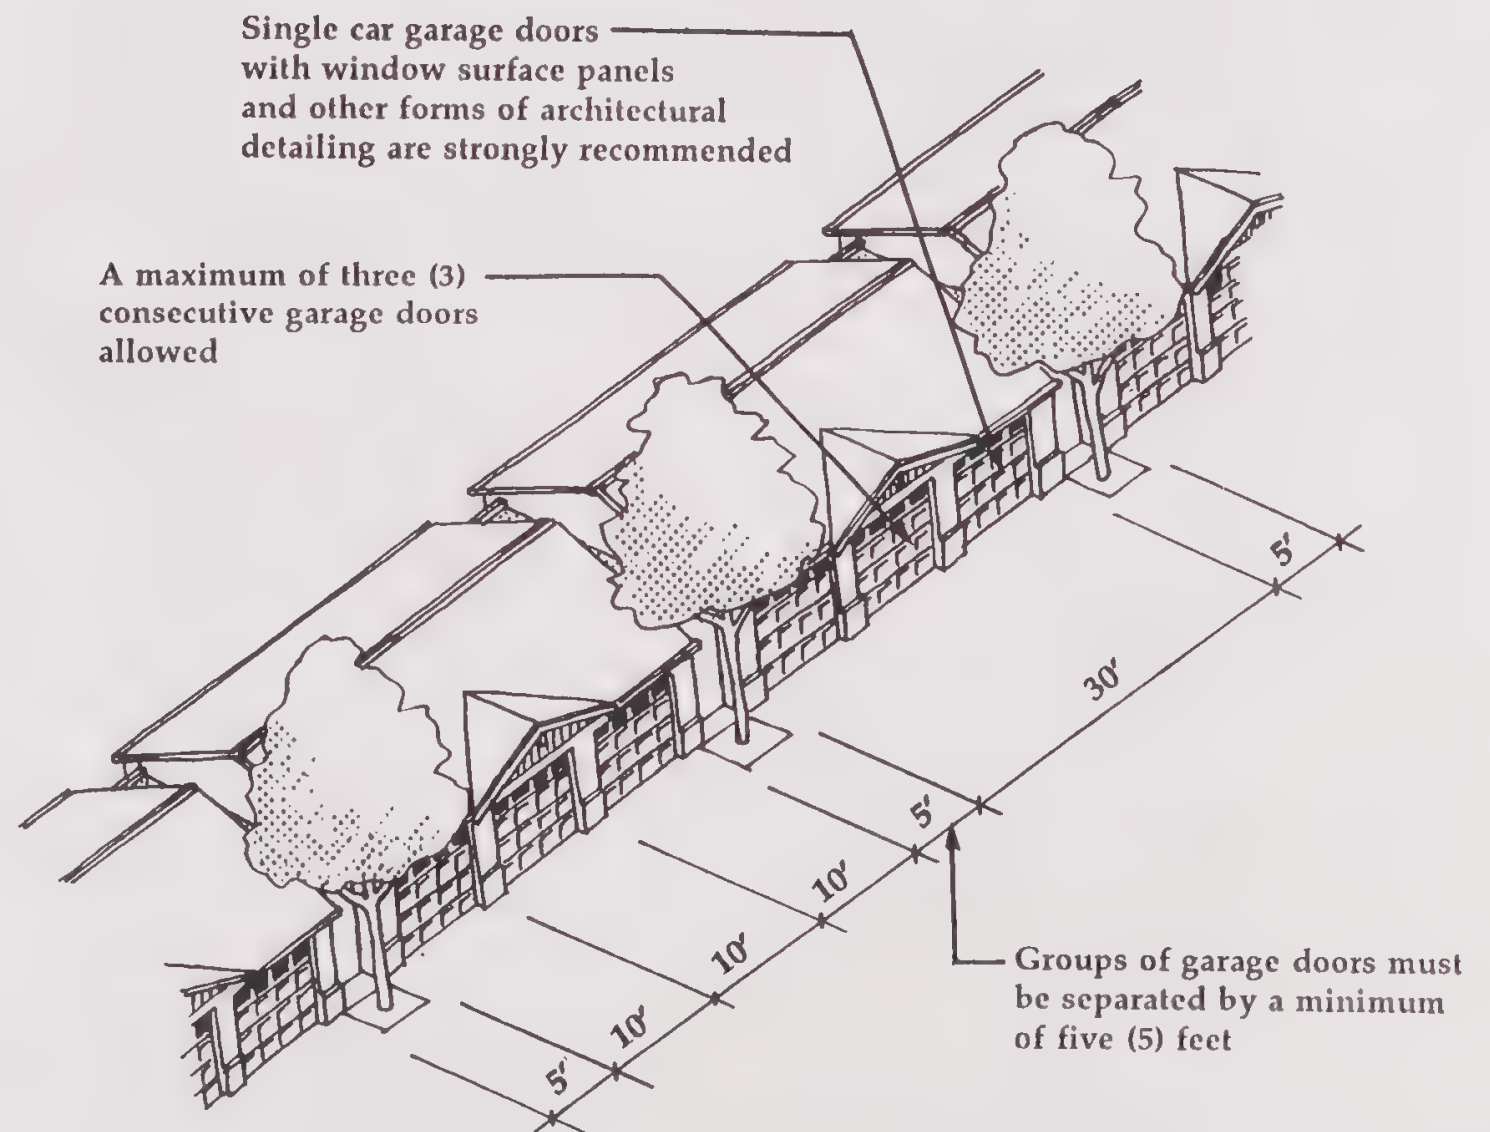 Single car garage doors
with window surface panels
and other forms of architectural
detailing are strongly recommended
A maximum of three (3)
consecutive garage doors
allowed
5'
30'
5'
10'
10'
10'
5'
Groups of garage doors must
be separated by a minimum
of five (5) feet